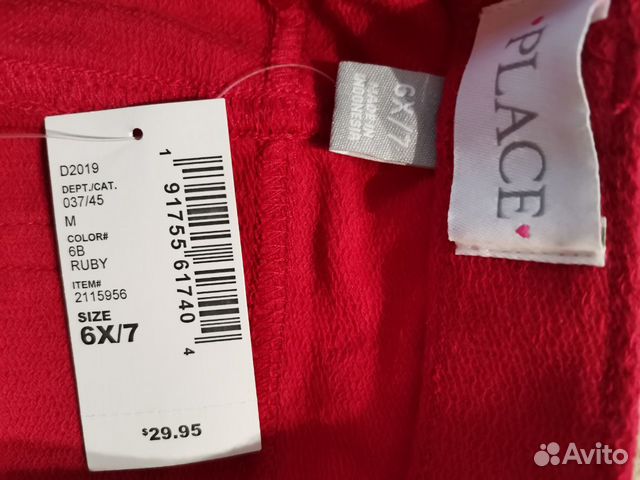 D2019
DEPT./CAT.
037/45
M
COLOR#
6B
RUBY
ITEM#
2115956
SIZE
6X/7
$29.95
1 91755 61740 4
6X/7
MADE IN
INDONESIA
PLACE
Avito